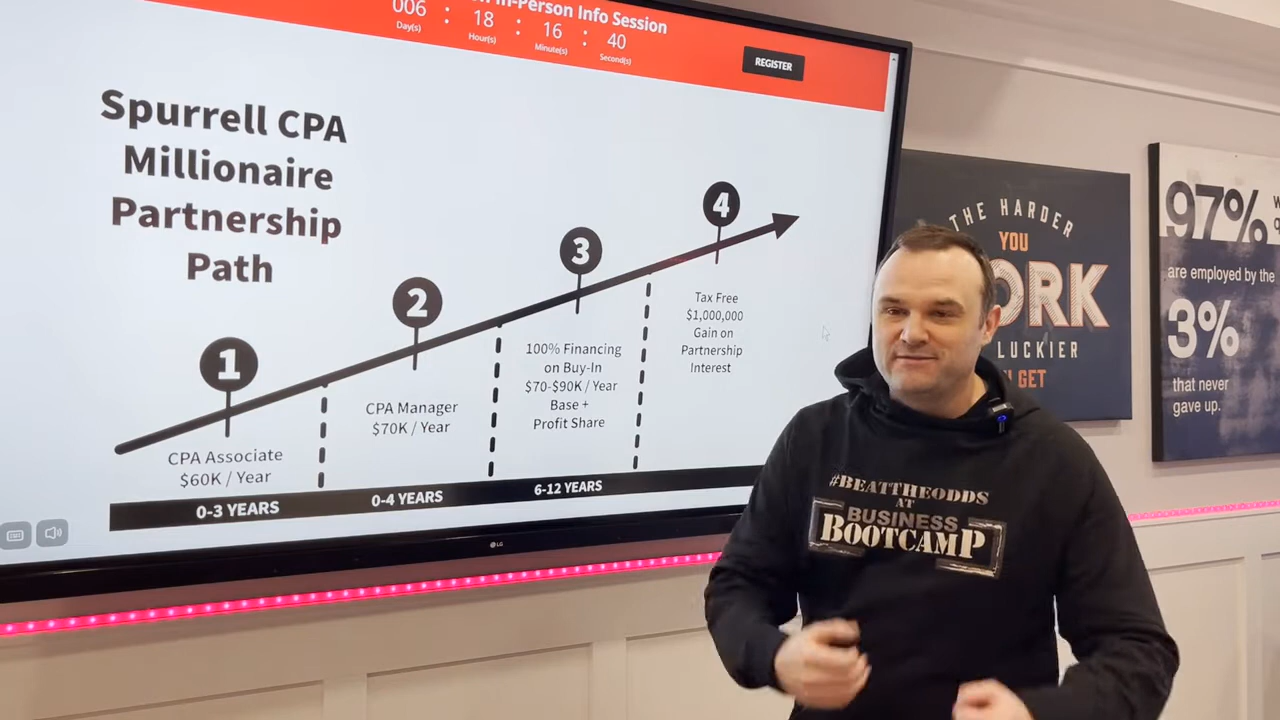 In-Person Info Session
006 : 18 : 16 : 40
Day(s) Hour(s) Minute(s) Second(s)
REGISTER
Spurrell CPA
Millionaire
Partnership
Path
1
CPA Associate
$60K / Year
2
CPA Manager
$70K / Year
3
100% Financing
on Buy-In
$70-$90K / Year
Base +
Profit Share
4
Tax Free
$1,000,000
Gain on
Partnership
Interest
0-3 YEARS
0-4 YEARS
6-12 YEARS
LG
THE HARDER
YOU
ORK
LUCKIER
GET
97%
are employed by the
3%
that never
gave up.
#BEATTHEODDS
AT
BUSINESS
BOOTCAMP